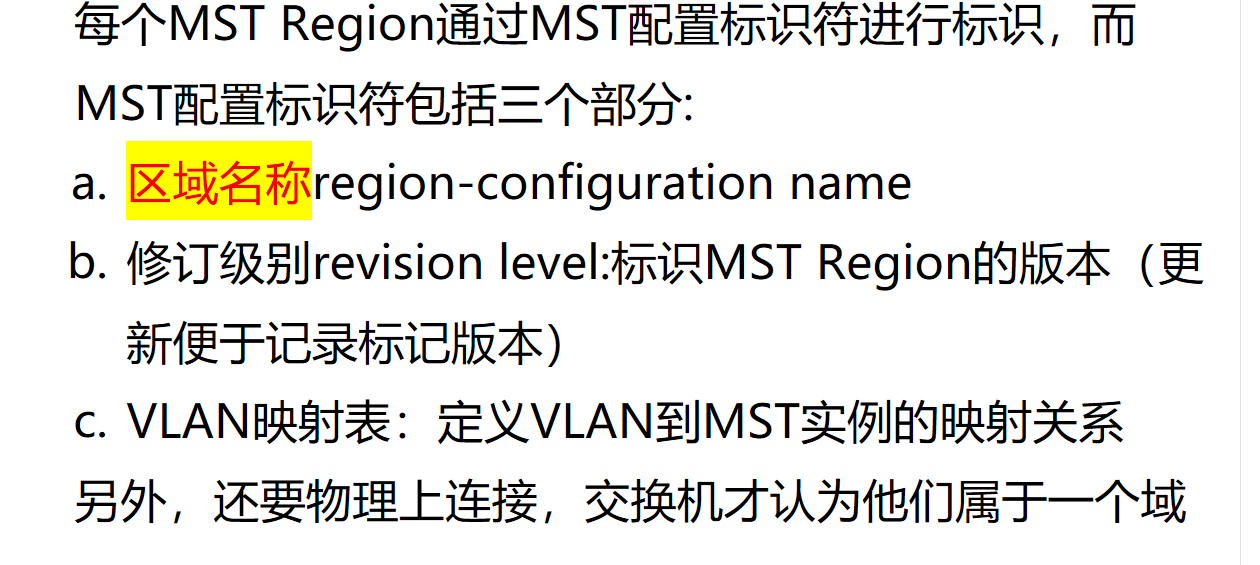 每个MST Region通过MST配置标识符进行标识，而
MST配置标识符包括三个部分:
a. 区域名称region-configuration name
b. 修订级别revision level:标识MST Region的版本（更
新便于记录标记版本）
c. VLAN映射表：定义VLAN到MST实例的映射关系
另外，还要物理上连接，交换机才认为他们属于一个域